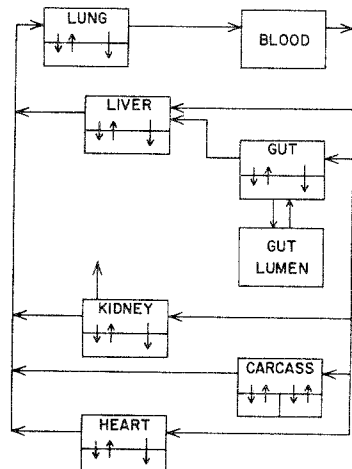 LUNG
BLOOD
LIVER
GUT
GUT
LUMEN
KIDNEY
CARCASS
HEART